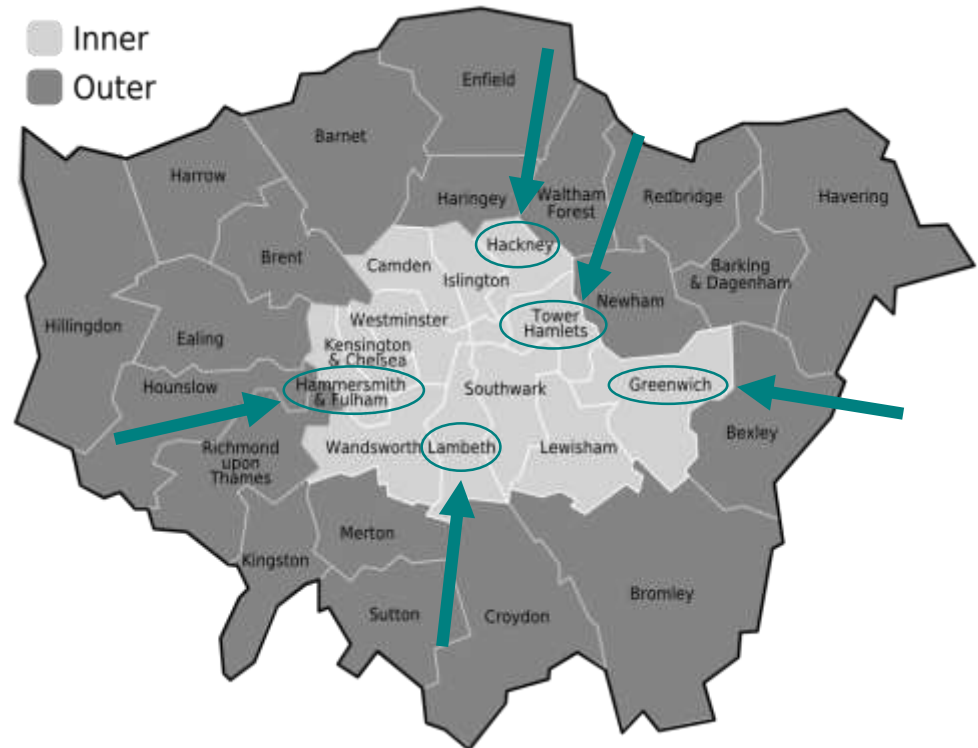 Inner
Outer
Enfield
Barnet
Harrow
Haringey
Waltham
Forest
Redbridge
Havering
Hackney
Brent
Camden
Islington
Barking
& Dagenham
Newham
Hillingdon
Westminster
Tower
Hamlets
Ealing
Kensington
& Chelsea
Hounslow
Hammersmith
& Fulham
Southwark
Greenwich
Bexley
Richmond
upon
Thames
Wandsworth
Lambeth
Lewisham
Merton
Kingston
Sutton
Croydon
Bromley